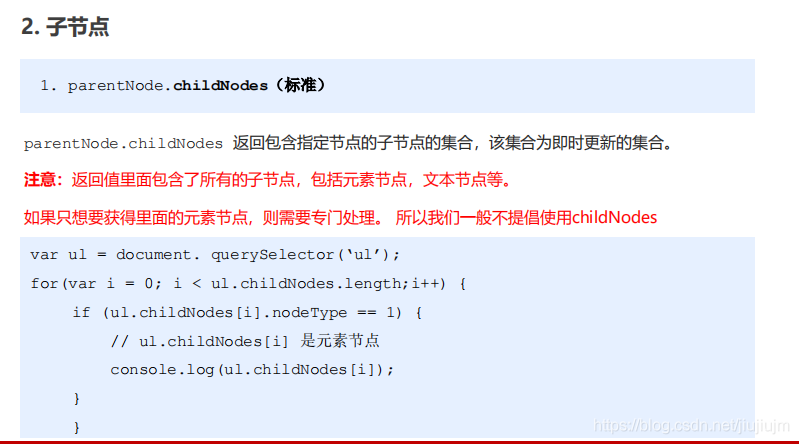 2. 子节点
1. parentNode.childNodes（标准）
parentNode.childNodes 返回包含指定节点的子节点的集合，该集合为即时更新的集合。
注意：返回值里面包含了所有的子节点，包括元素节点，文本节点等。
如果只想要获得里面的元素节点，则需要专门处理。 所以我们一般不提倡使用childNodes
var ul = document. querySelector(‘ul’);
for(var i = 0; i < ul.childNodes.length;i++) {
if (ul.childNodes[i].nodeType == 1) {
// ul.childNodes[i] 是元素节点
console.log(ul.childNodes[i]);
}
}
https://blog.csdn.net/jiujiujm